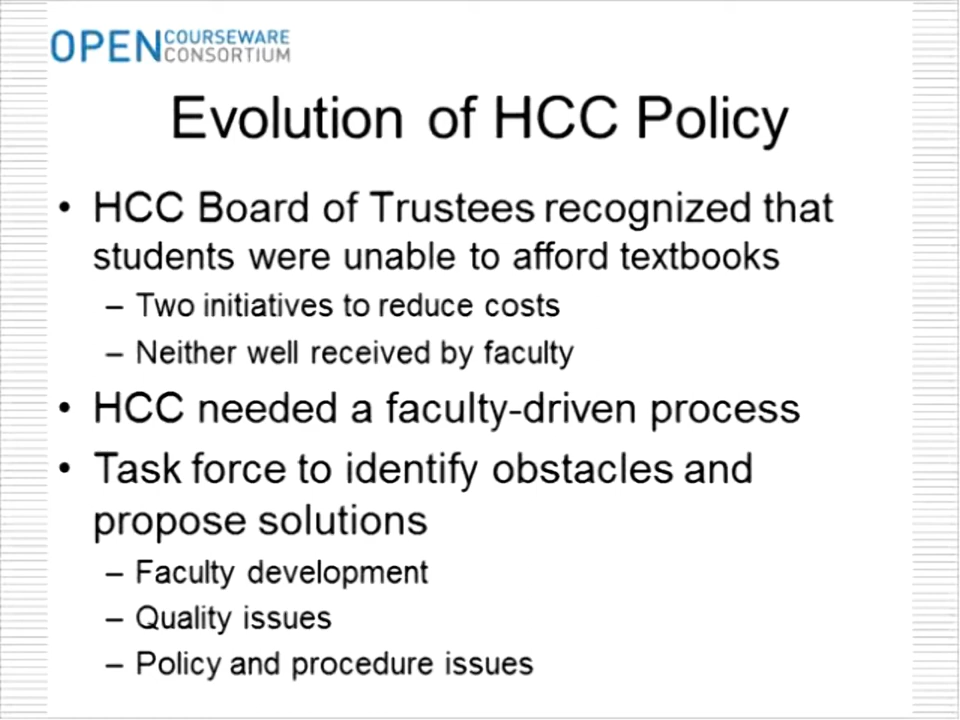 OPEN COURSEWARE CONSORTIUM
Evolution of HCC Policy
• HCC Board of Trustees recognized that
students were unable to afford textbooks
– Two initiatives to reduce costs
– Neither well received by faculty
• HCC needed a faculty-driven process
• Task force to identify obstacles and
propose solutions
– Faculty development
– Quality issues
– Policy and procedure issues